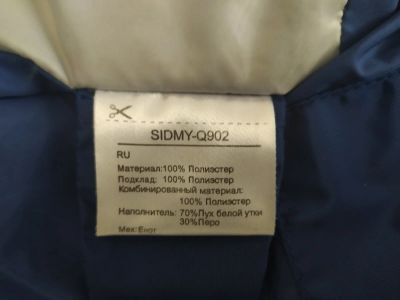 SIDMY-Q902
RU
Материал:100% Полиэстер
Подклад: 100% Полиэстер
Комбинированный материал:
100% Полиэстер
Наполнитель: 70%Пух белой утки
30%Перо
Мех:Енот